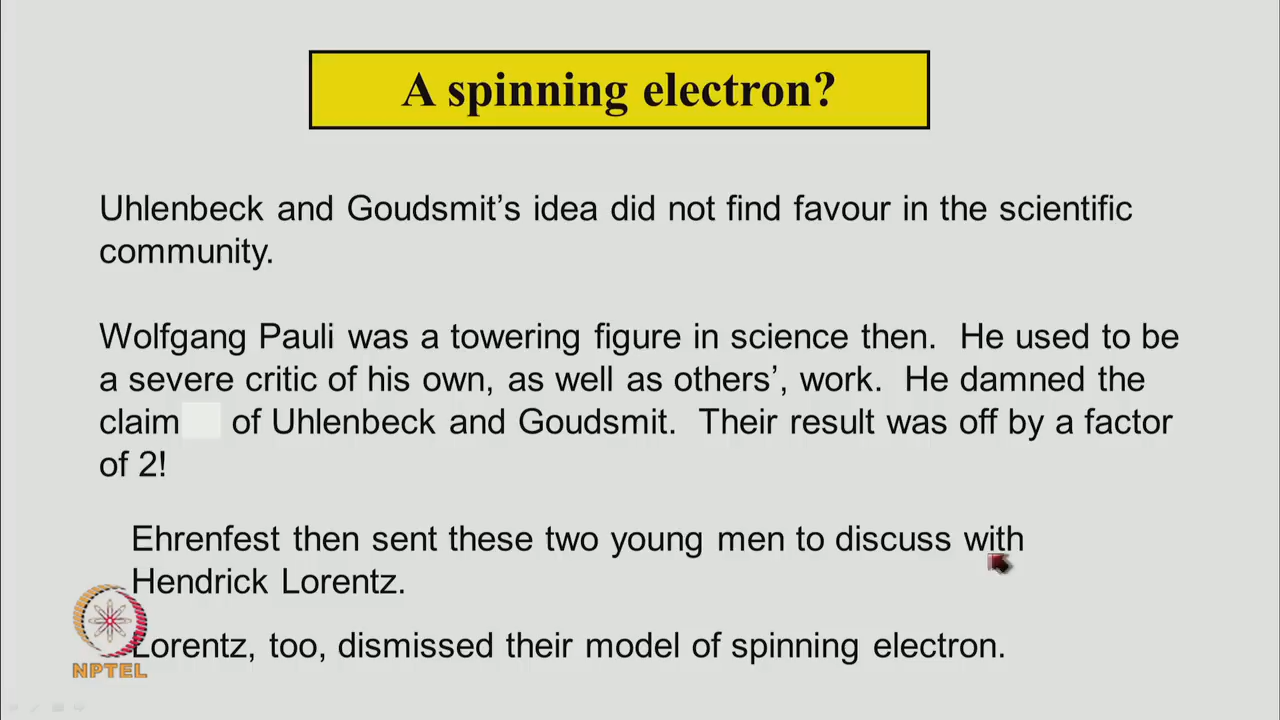 A spinning electron?
Uhlenbeck and Goudsmit’s idea did not find favour in the scientific
community.
Wolfgang Pauli was a towering figure in science then. He used to be
a severe critic of his own, as well as others’, work. He damned the
claim of Uhlenbeck and Goudsmit. Their result was off by a factor
of 2!
Ehrenfest then sent these two young men to discuss with
Hendrick Lorentz.
Lorentz, too, dismissed their model of spinning electron.
NPTEL